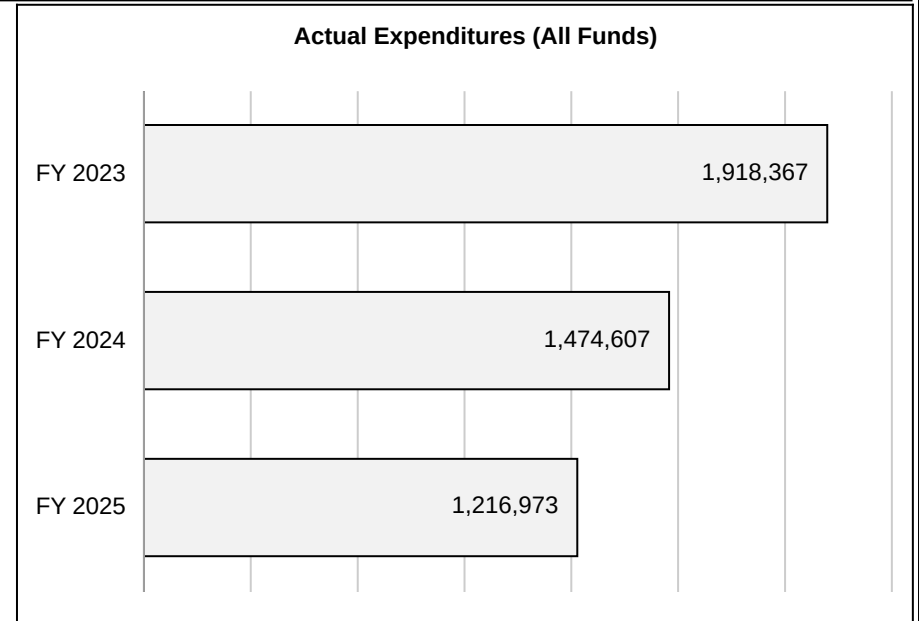 Actual Expenditures (All Funds)
FY 2023 1,918,367
FY 2024 1,474,607
FY 2025 1,216,973